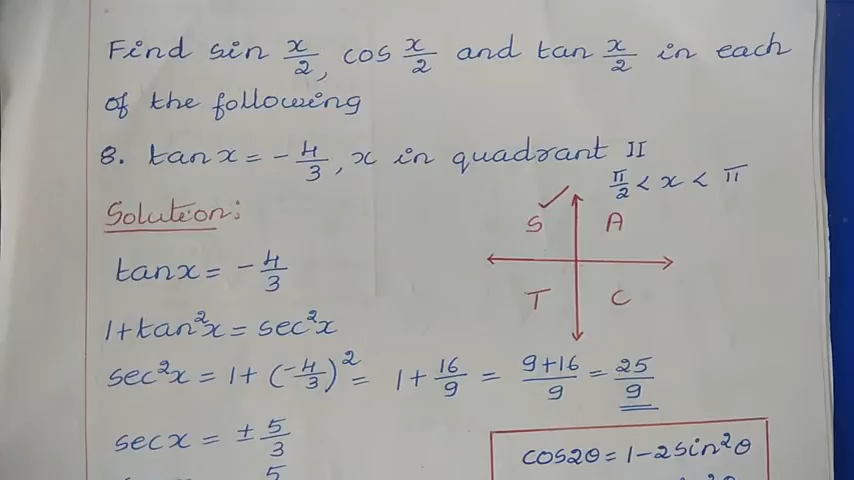 Find sin x/2, cos x/2 and tan x/2 in each
of the following
8. tan x = -4/3, x in quadrant II
π/2 < x < π
Solution:
S ✓ A
T C
tan x = -4/3
1 + tan²x = sec²x
sec²x = 1 + (-4/3)² = 1 + 16/9 = (9+16)/9 = 25/9
sec x = ± 5/3
cos2θ = 1 - 2sin²θ